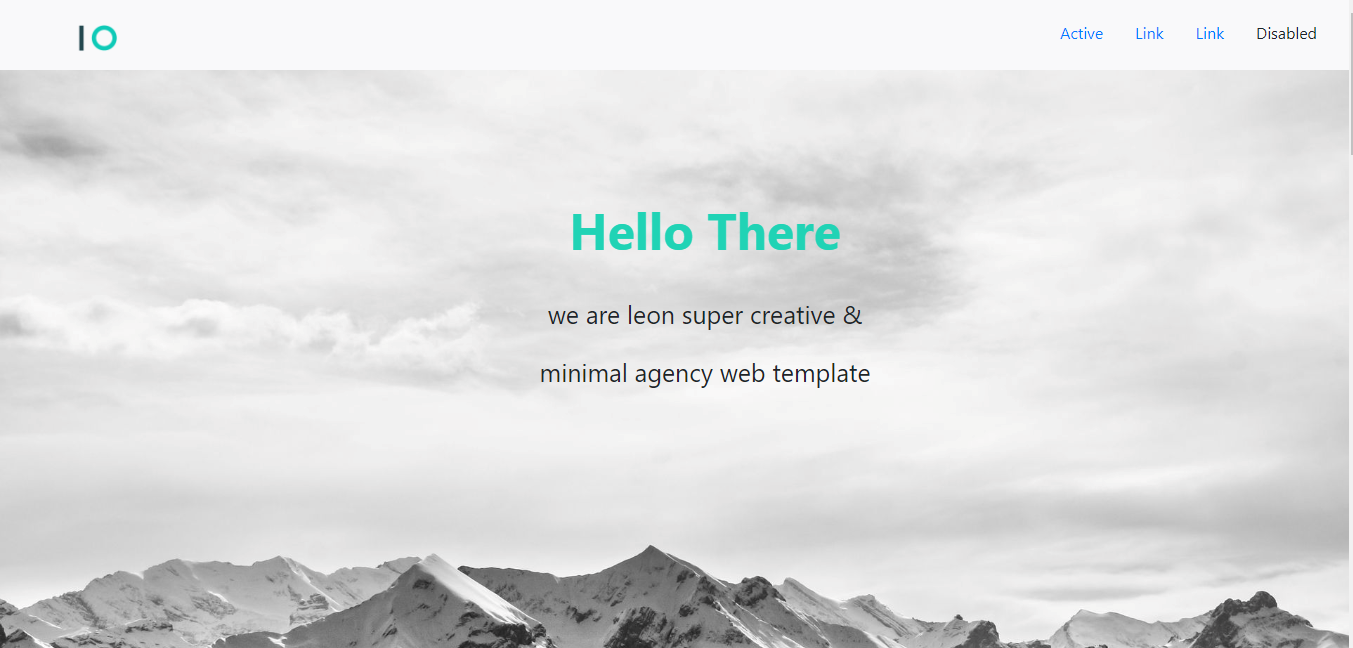 IO
Active Link Link Disabled
Hello There
we are leon super creative &
minimal agency web template